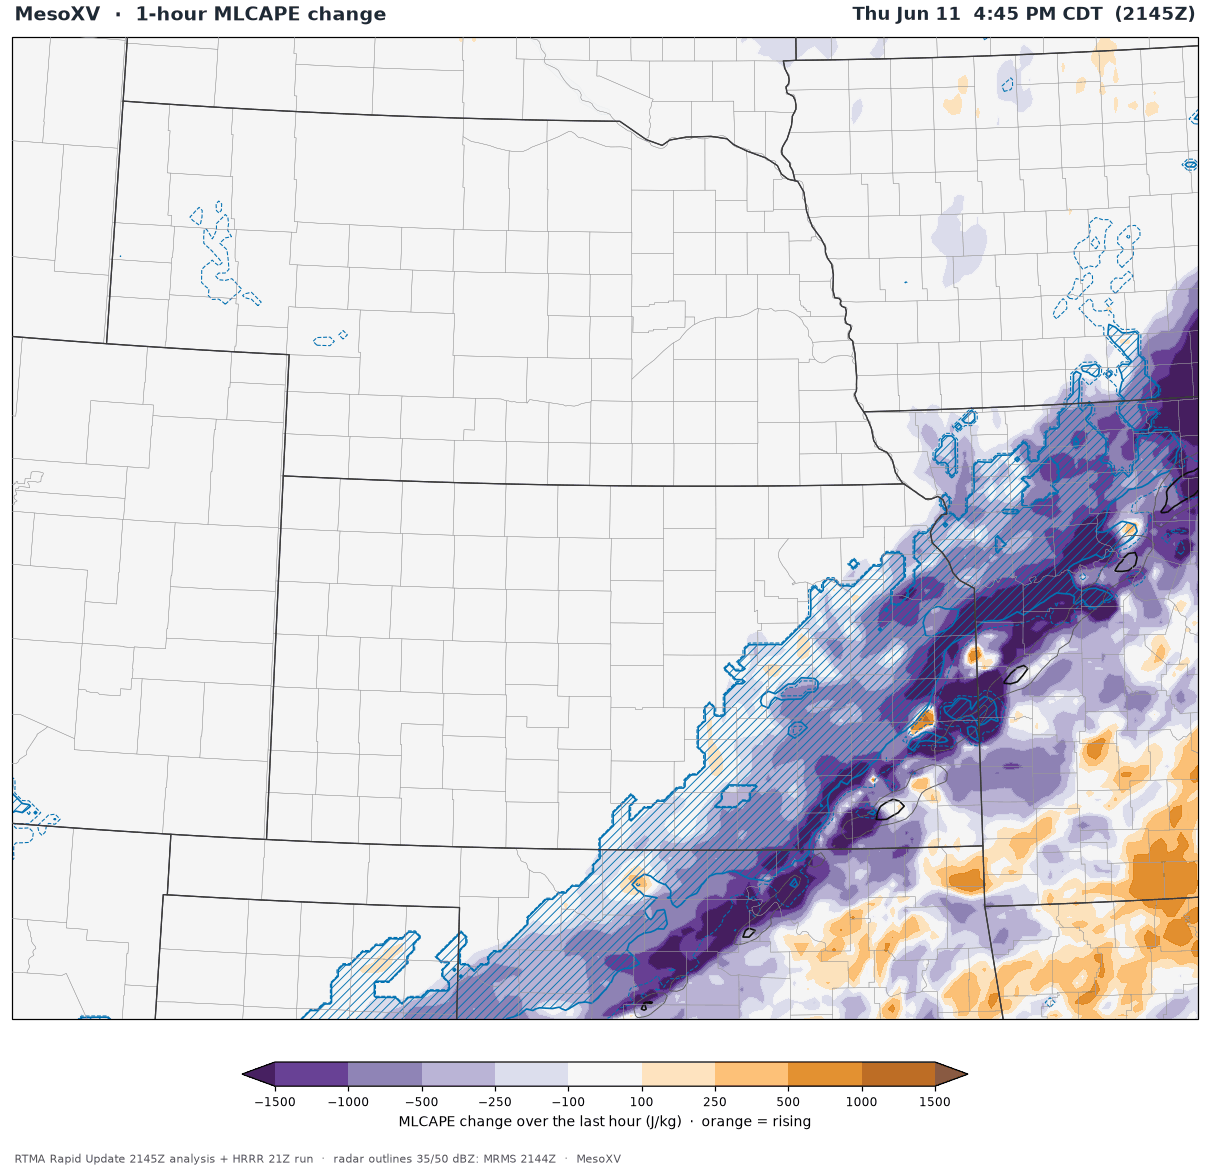 MesoXV · 1-hour MLCAPE change
Thu Jun 11 4:45 PM CDT (2145Z)
−1500 −1000 −500 −250 −100 100 250 500 1000 1500
MLCAPE change over the last hour (J/kg) · orange = rising
RTMA Rapid Update 2145Z analysis + HRRR 21Z run · radar outlines 35/50 dBZ: MRMS 2144Z · MesoXV